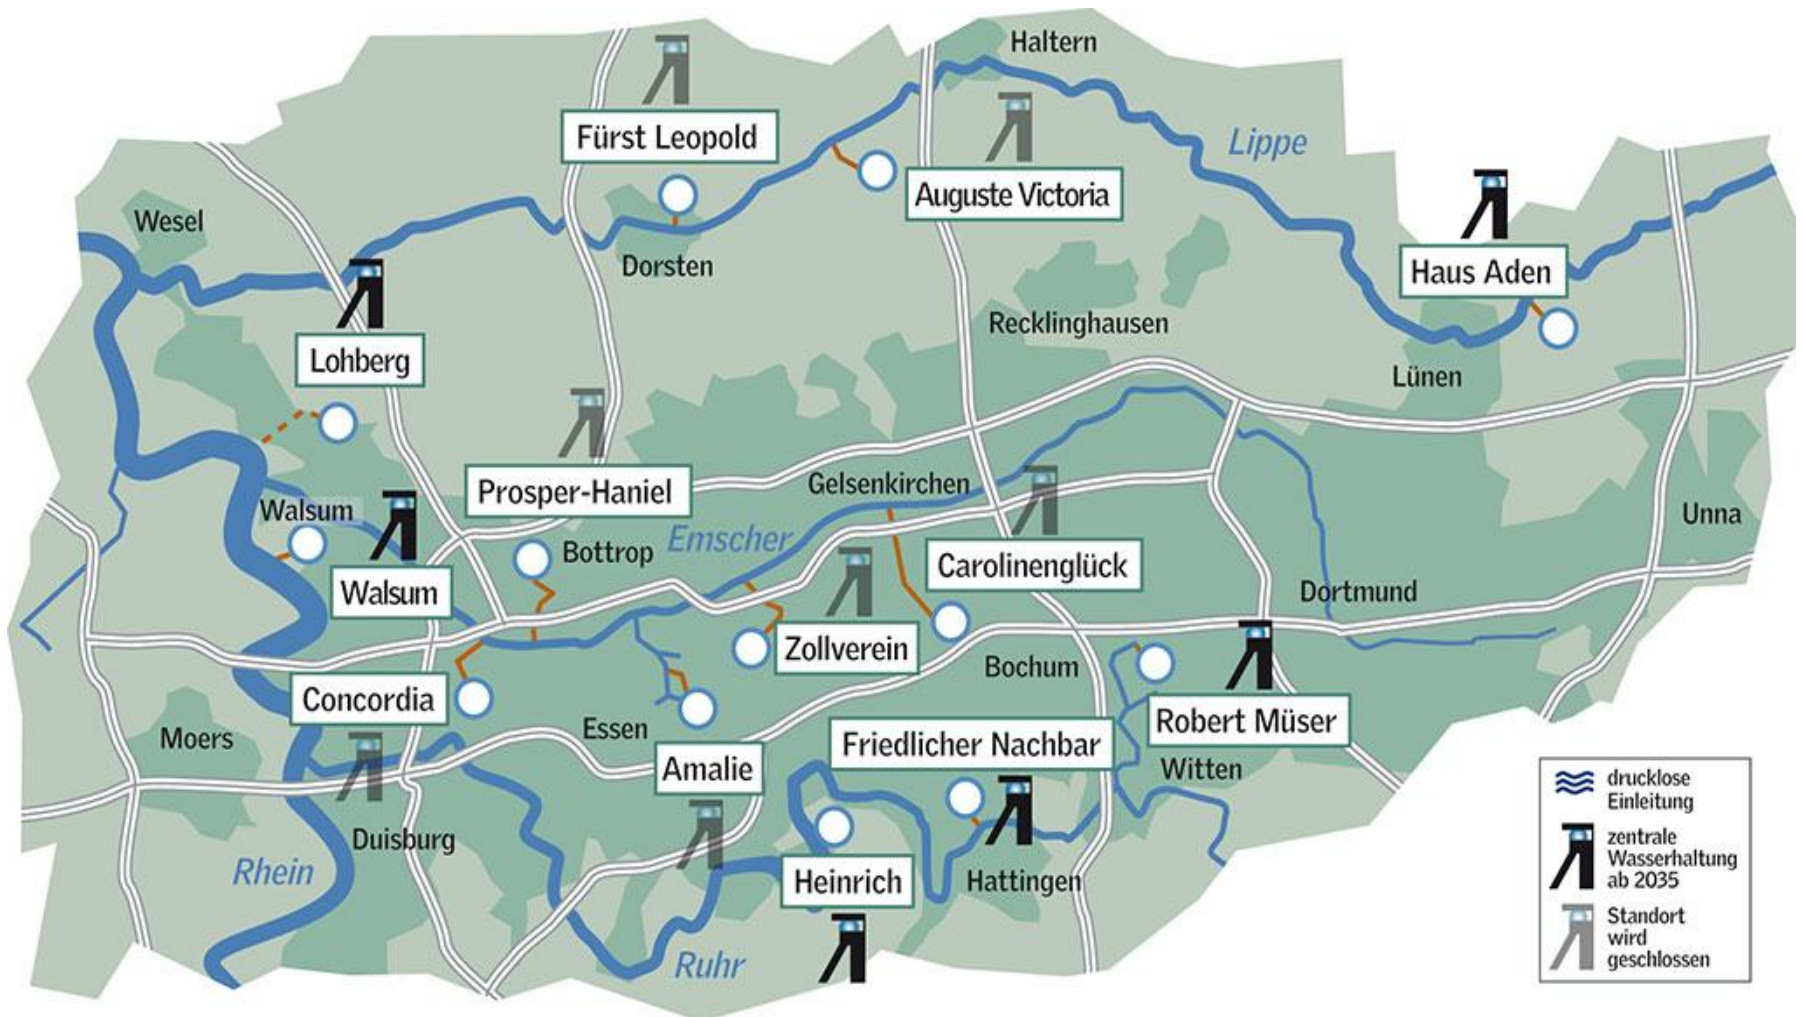 Haltern
Fürst Leopold
Lippe
Auguste Victoria
Wesel
Dorsten
Haus Aden
Recklinghausen
Lohberg
Lünen
Prosper-Haniel
Gelsenkirchen
Walsum
Unna
Emscher
Bottrop
Carolinenglück
Walsum
Dortmund
Zollverein
Bochum
Concordia
Robert Müser
Moers
Essen
Friedlicher Nachbar
Amalie
Witten
Duisburg
Rhein
Heinrich
Hattingen
Ruhr
drucklose
Einleitung
zentrale
Wasserhaltung
ab 2035
Standort
wird
geschlossen